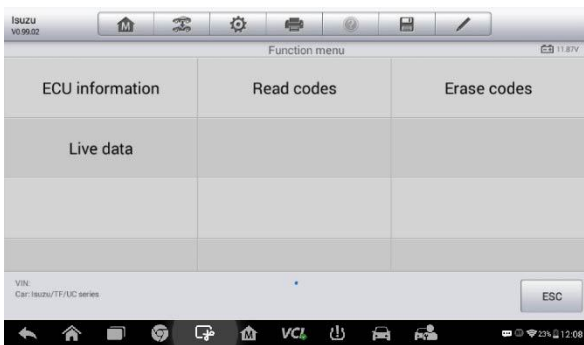 Isuzu
V0.99.02
M
Function menu
11.87V
ECU information
Read codes
Erase codes
Live data
VIN:
Car: Isuzu/TF/UC series
ESC
M
VCI
23%
12:08